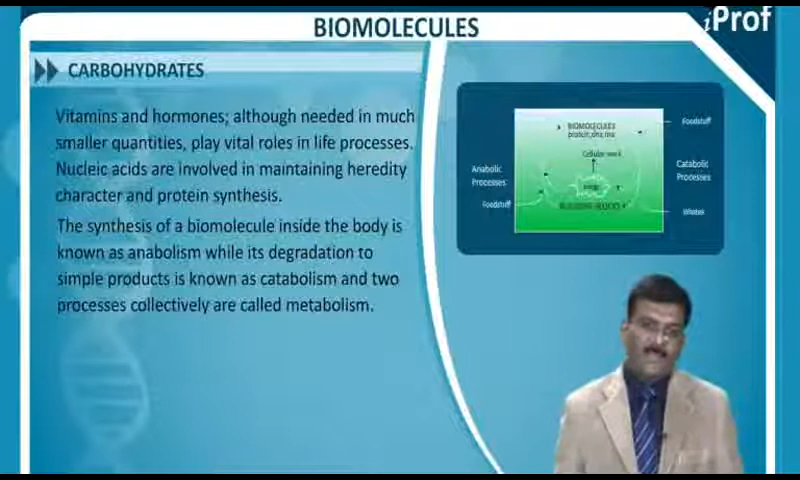 BIOMOLECULES
iProf
CARBOHYDRATES
Vitamins and hormones; although needed in much
smaller quantities, play vital roles in life processes.
Nucleic acids are involved in maintaining heredity
character and protein synthesis.
The synthesis of a biomolecule inside the body is
known as anabolism while its degradation to
simple products is known as catabolism and two
processes collectively are called metabolism.
BIOMOLECULES
protein, dna, rna
Cellular work
Foodstuff
Anabolic
Processes
Catabolic
Processes
Foodstuff